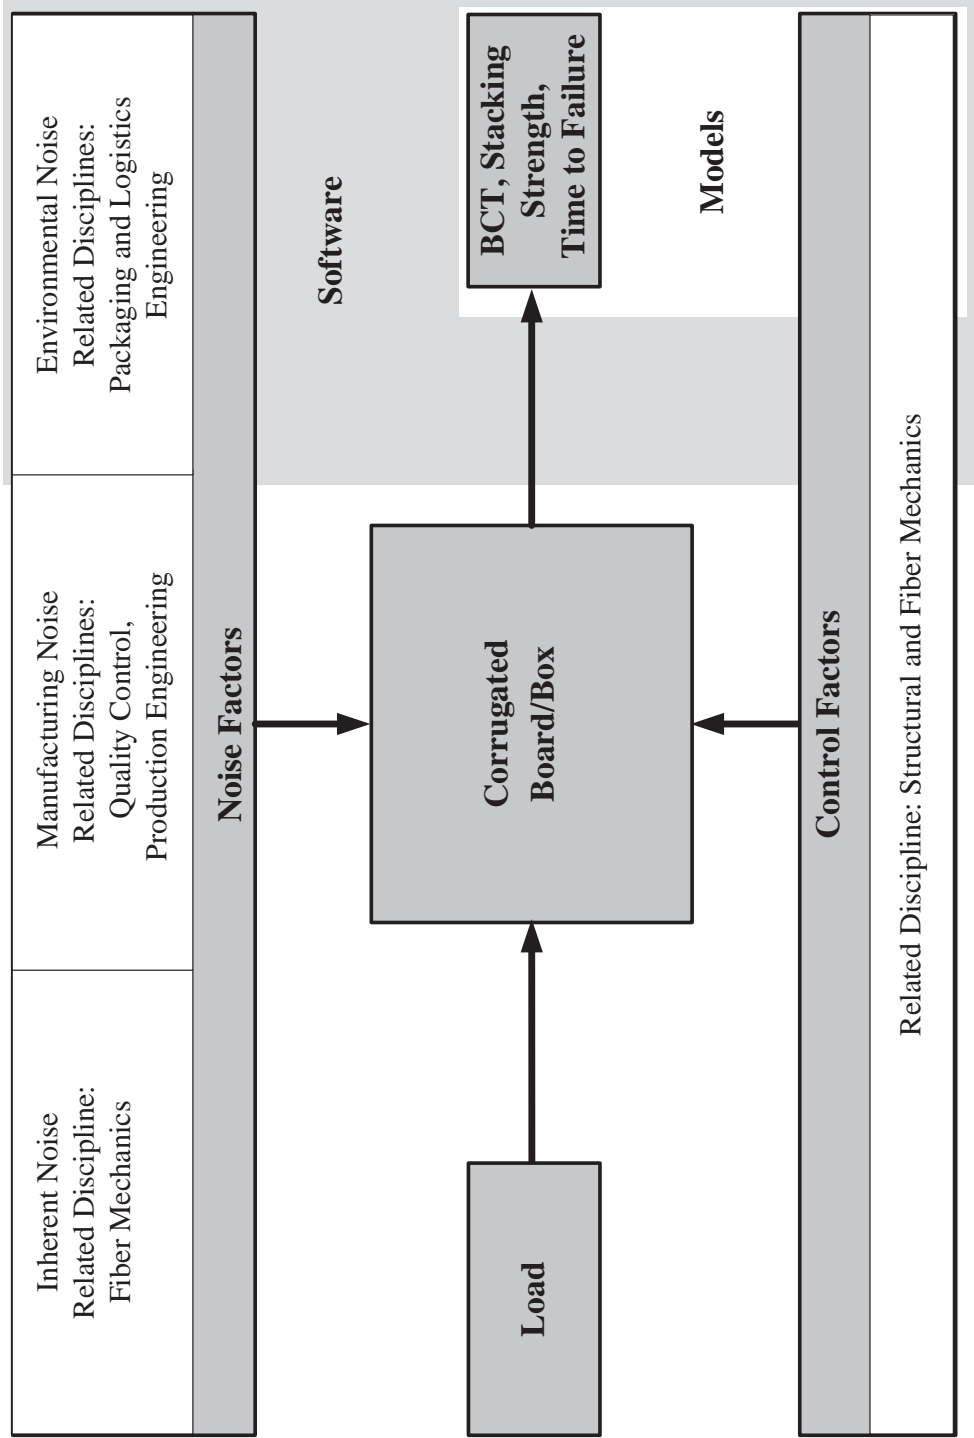 Inherent Noise
Related Discipline:
Fiber Mechanics
Manufacturing Noise
Related Disciplines:
Quality Control,
Production Engineering
Environmental Noise
Related Disciplines:
Packaging and Logistics
Engineering
Noise Factors
Software
Load
Corrugated
Board/Box
BCT, Stacking
Strength,
Time to Failure
Models
Control Factors
Related Discipline: Structural and Fiber Mechanics